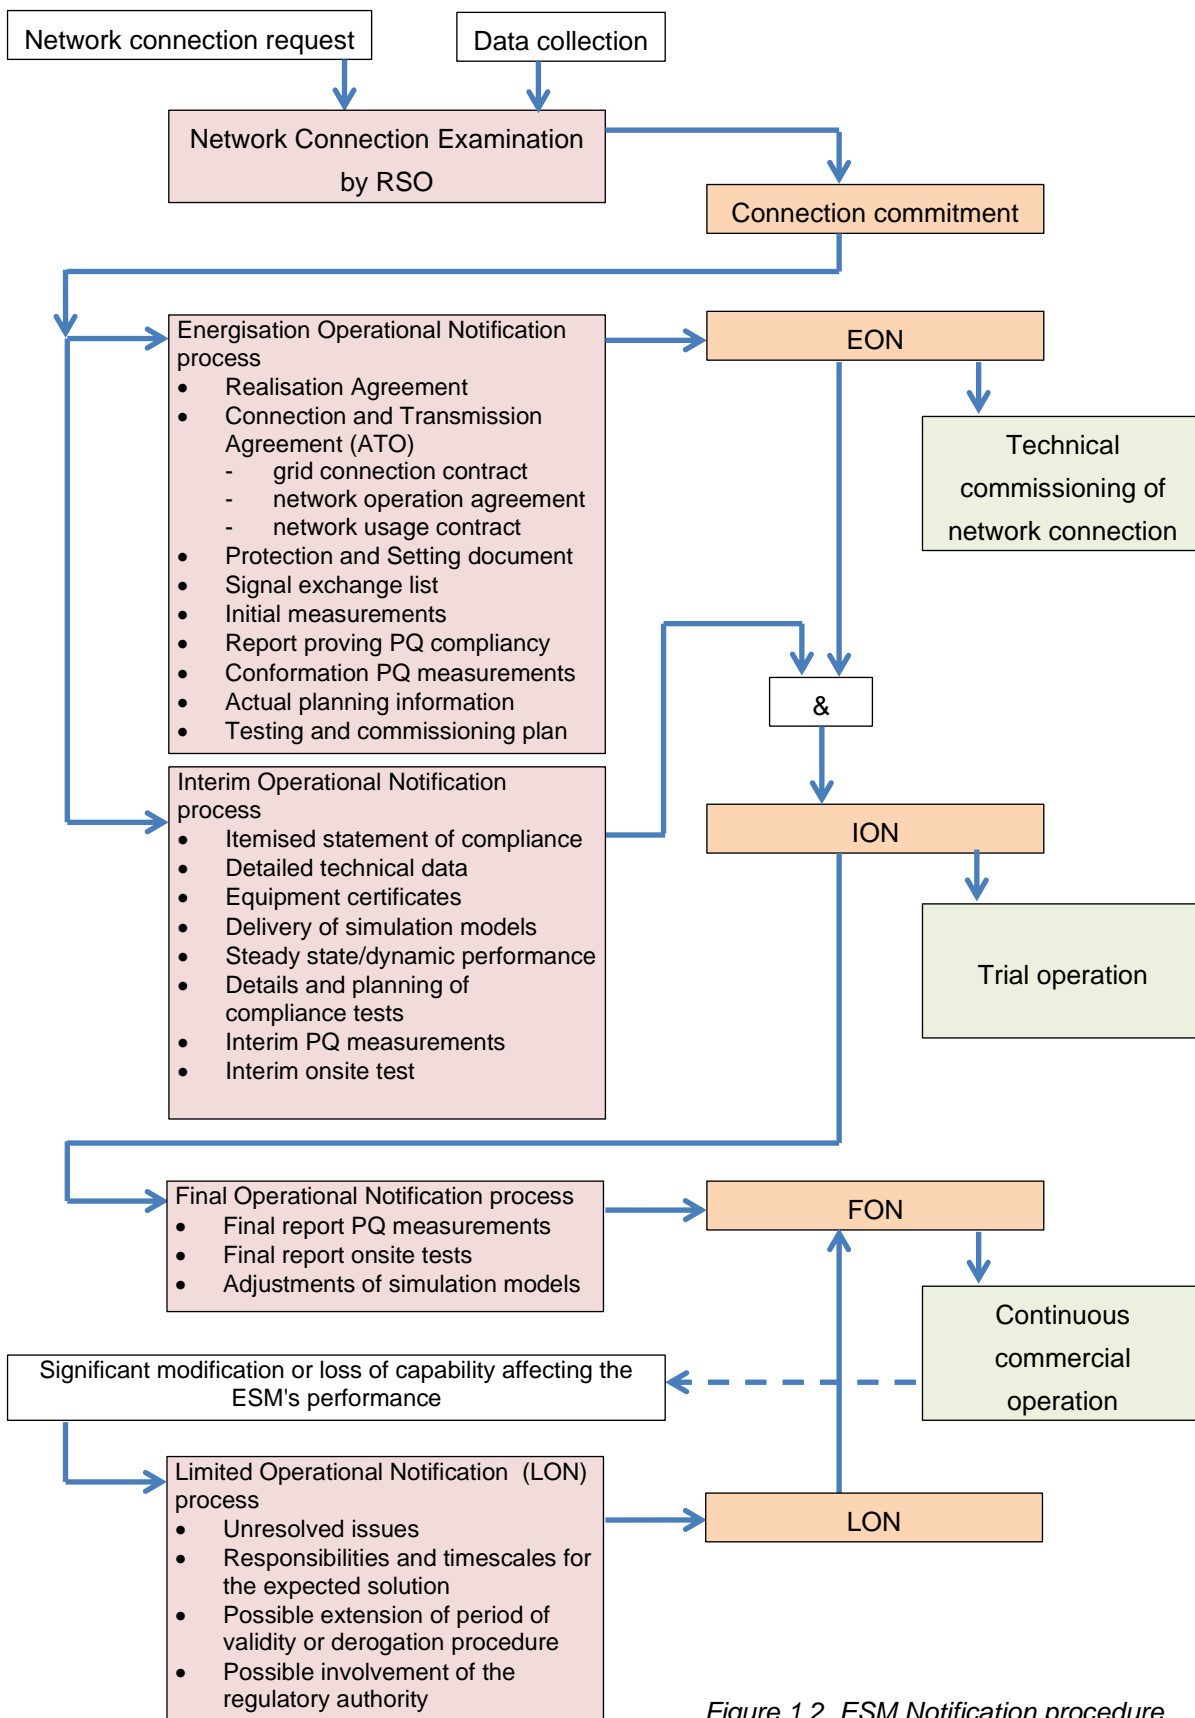 Network connection request
Data collection
Network Connection Examination
by RSO
Connection commitment
Energisation Operational Notification
process
• Realisation Agreement
• Connection and Transmission
Agreement (ATO)
- grid connection contract
- network operation agreement
- network usage contract
• Protection and Setting document
• Signal exchange list
• Initial measurements
• Report proving PQ compliancy
• Conformation PQ measurements
• Actual planning information
• Testing and commissioning plan
EON
Technical
commissioning of
network connection
&
Interim Operational Notification
process
• Itemised statement of compliance
• Detailed technical data
• Equipment certificates
• Delivery of simulation models
• Steady state/dynamic performance
• Details and planning of
compliance tests
• Interim PQ measurements
• Interim onsite test
ION
Trial operation
Final Operational Notification process
• Final report PQ measurements
• Final report onsite tests
• Adjustments of simulation models
FON
Continuous
commercial
operation
Significant modification or loss of capability affecting the
ESM's performance
Limited Operational Notification (LON)
process
• Unresolved issues
• Responsibilities and timescales for
the expected solution
• Possible extension of period of
validity or derogation procedure
• Possible involvement of the
regulatory authority
LON
Figure 1.2 ESM Notification procedure